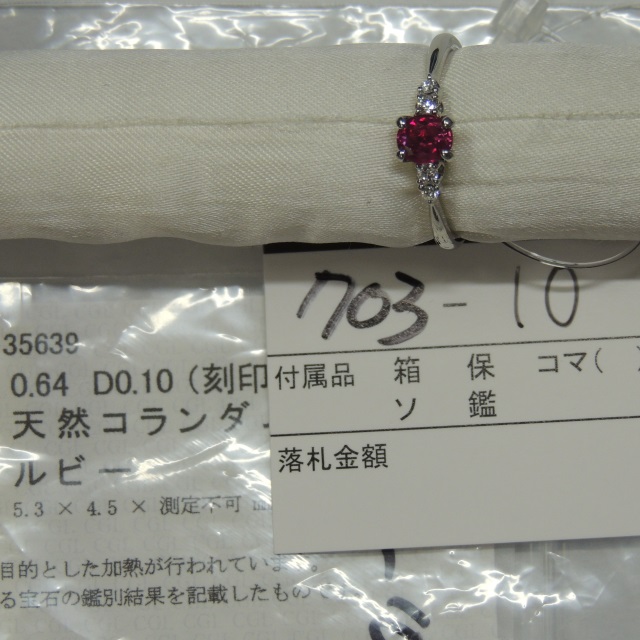 703-10
付属品 箱 保 コマ(
ソ 鑑
落札金額
35639
0.64 D0.10 (刻印
天然コランダ
ルビー
5.3 × 4.5 × 測定不可
目的とした加熱が行われています。
る宝石の鑑別結果を記載したもの